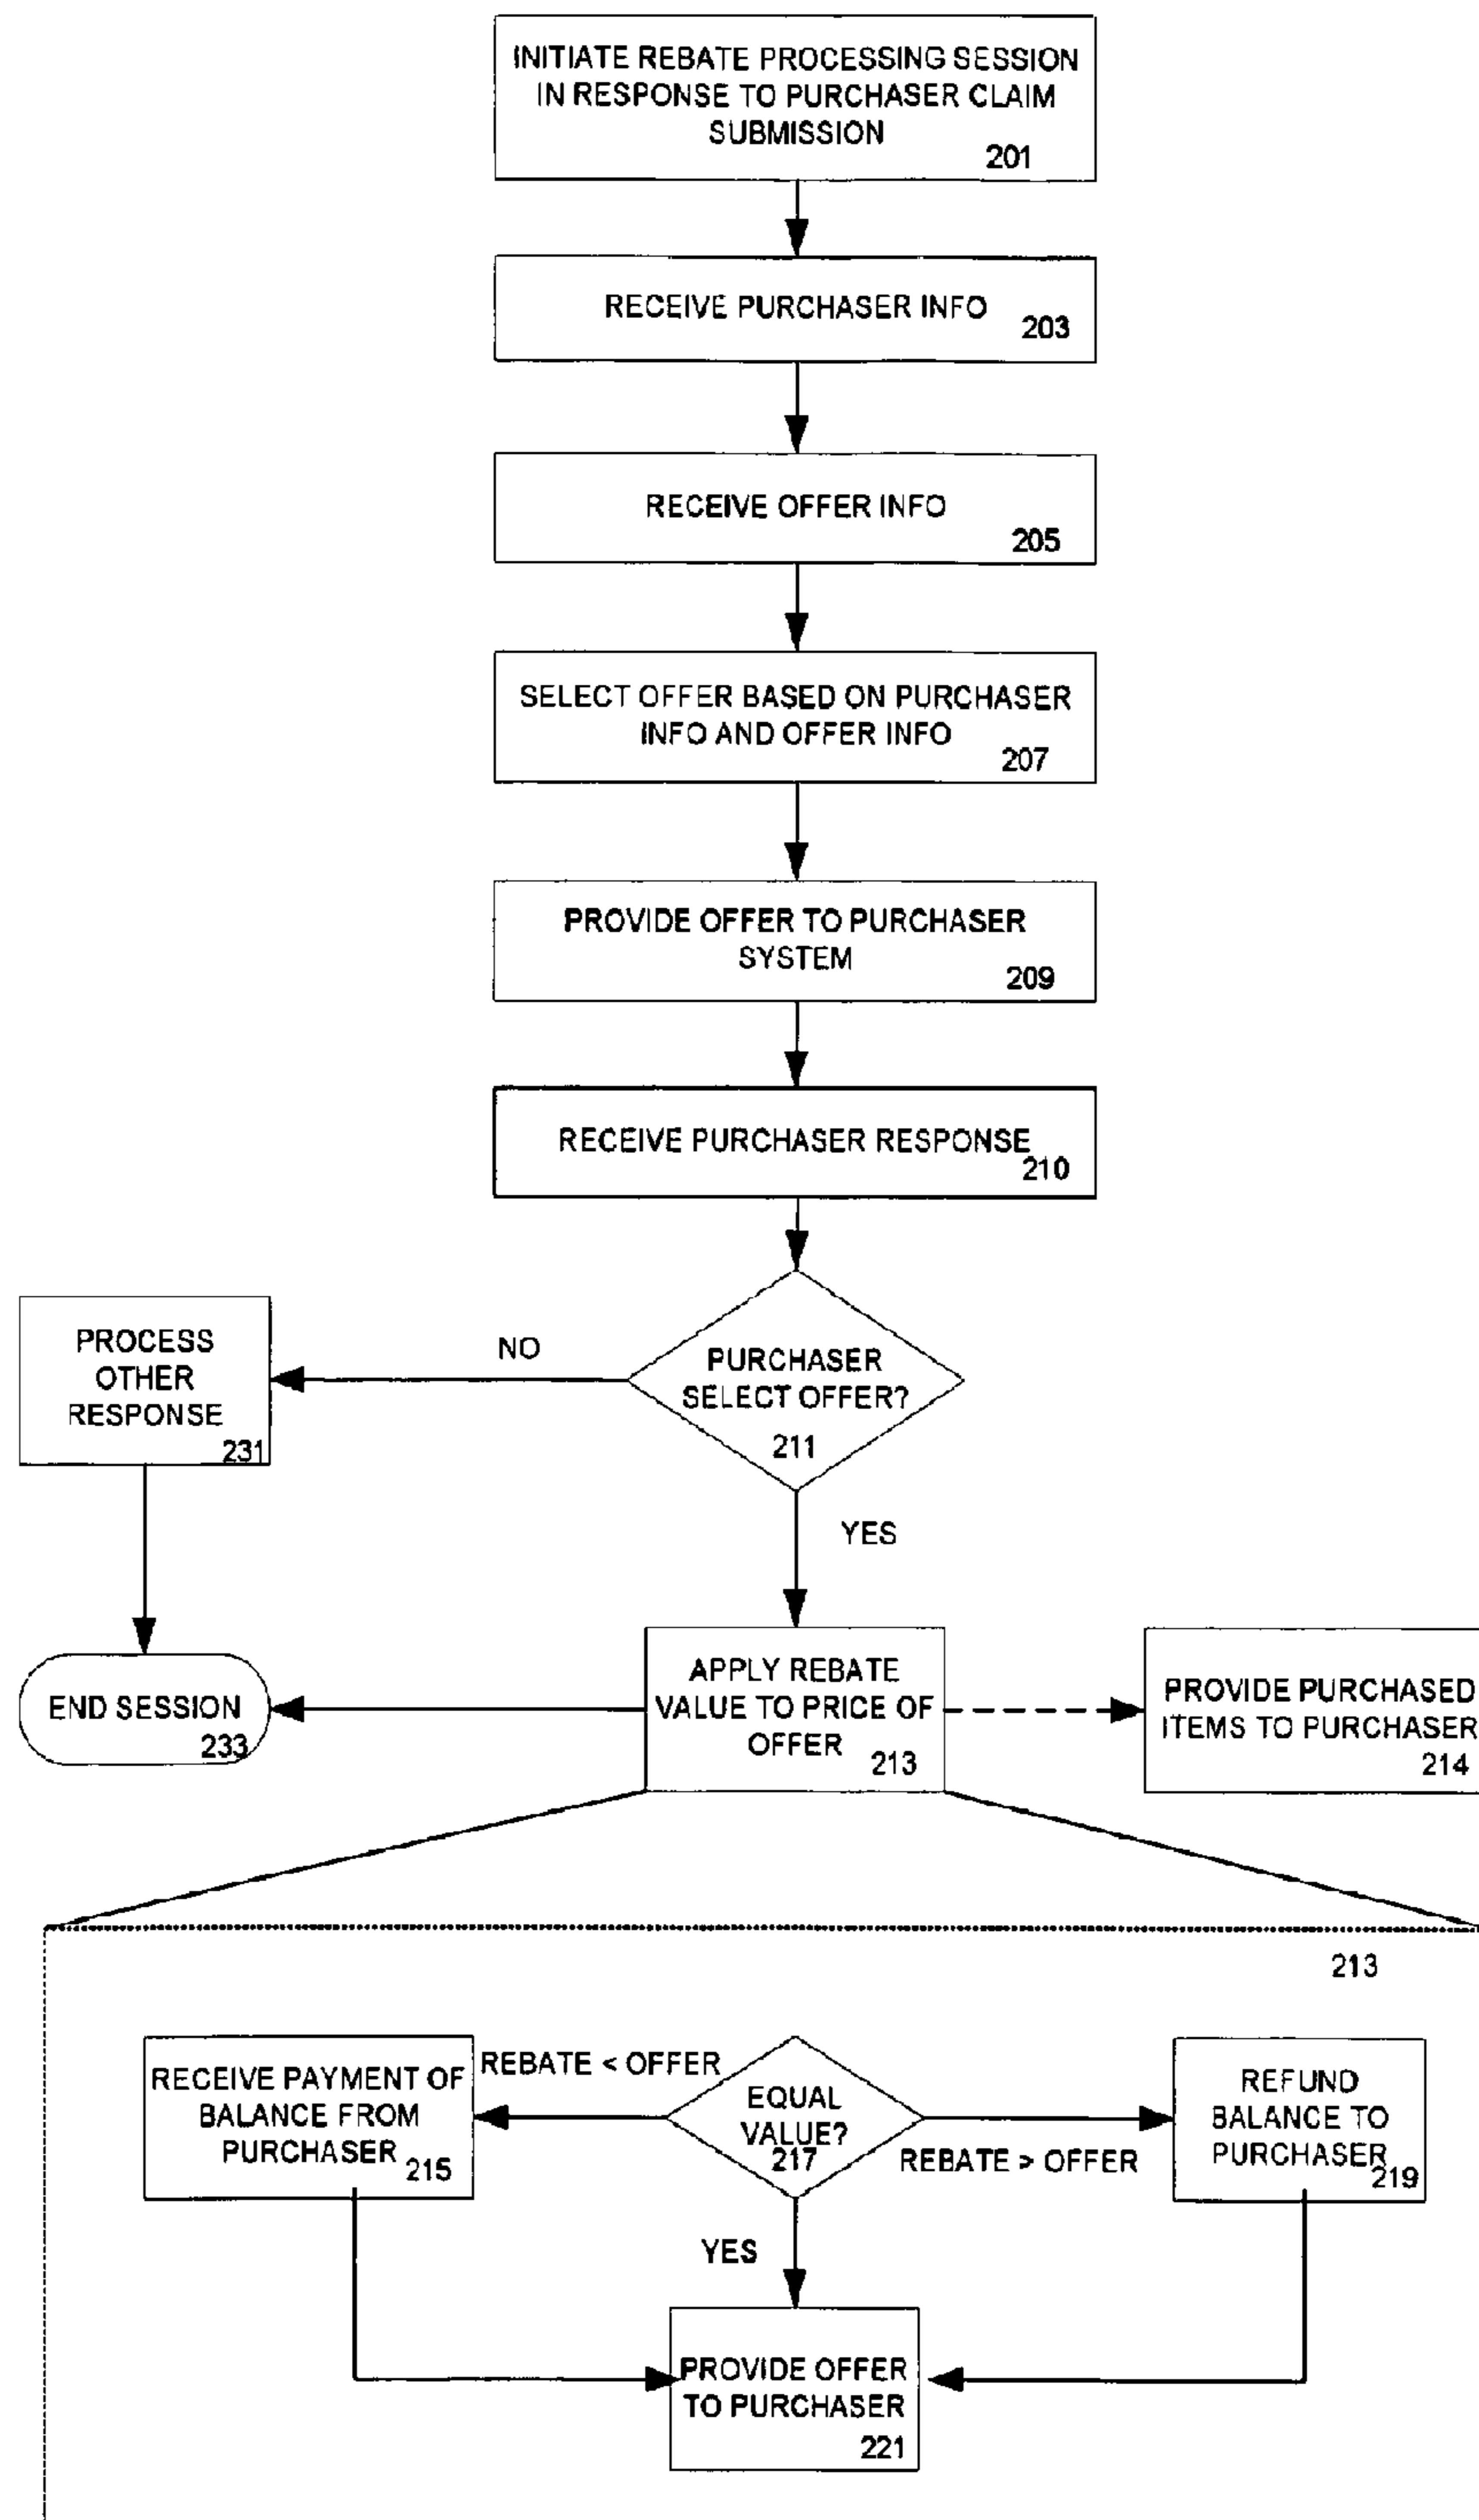 INITIATE REBATE PROCESSING SESSION
IN RESPONSE TO PURCHASER CLAIM
SUBMISSION
201
RECEIVE PURCHASER INFO
203
RECEIVE OFFER INFO
205
SELECT OFFER BASED ON PURCHASER
INFO AND OFFER INFO
207
PROVIDE OFFER TO PURCHASER
SYSTEM
209
RECEIVE PURCHASER RESPONSE
210
PROCESS
OTHER
RESPONSE
231
NO
PURCHASER
SELECT OFFER?
211
YES
END SESSION
233
APPLY REBATE
VALUE TO PRICE OF
OFFER
213
PROVIDE PURCHASED
ITEMS TO PURCHASER
214
213
RECEIVE PAYMENT OF
BALANCE FROM
PURCHASER
215
REBATE < OFFER
EQUAL
VALUE?
217
REBATE > OFFER
REFUND
BALANCE TO
PURCHASER
219
YES
PROVIDE OFFER
TO PURCHASER
221